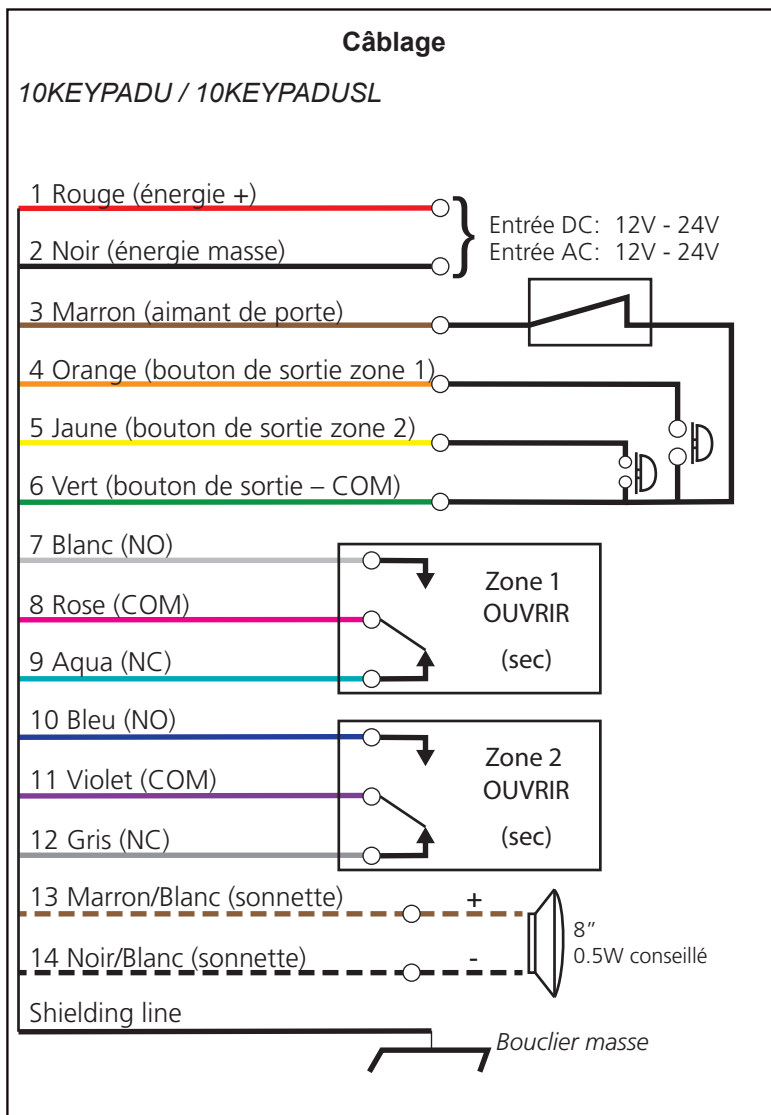 Câblage
10KEYPADU / 10KEYPADUSL
1 Rouge (énergie +)
2 Noir (énergie masse)
Entrée DC: 12V - 24V
Entrée AC: 12V - 24V
3 Marron (aimant de porte)
4 Orange (bouton de sortie zone 1)
5 Jaune (bouton de sortie zone 2)
6 Vert (bouton de sortie – COM)
7 Blanc (NO)
8 Rose (COM)
9 Aqua (NC)
Zone 1
OUVRIR
(sec)
10 Bleu (NO)
11 Violet (COM)
12 Gris (NC)
Zone 2
OUVRIR
(sec)
13 Marron/Blanc (sonnette)
+
14 Noir/Blanc (sonnette)
-
8”
0.5W conseillé
Shielding line
Bouclier masse